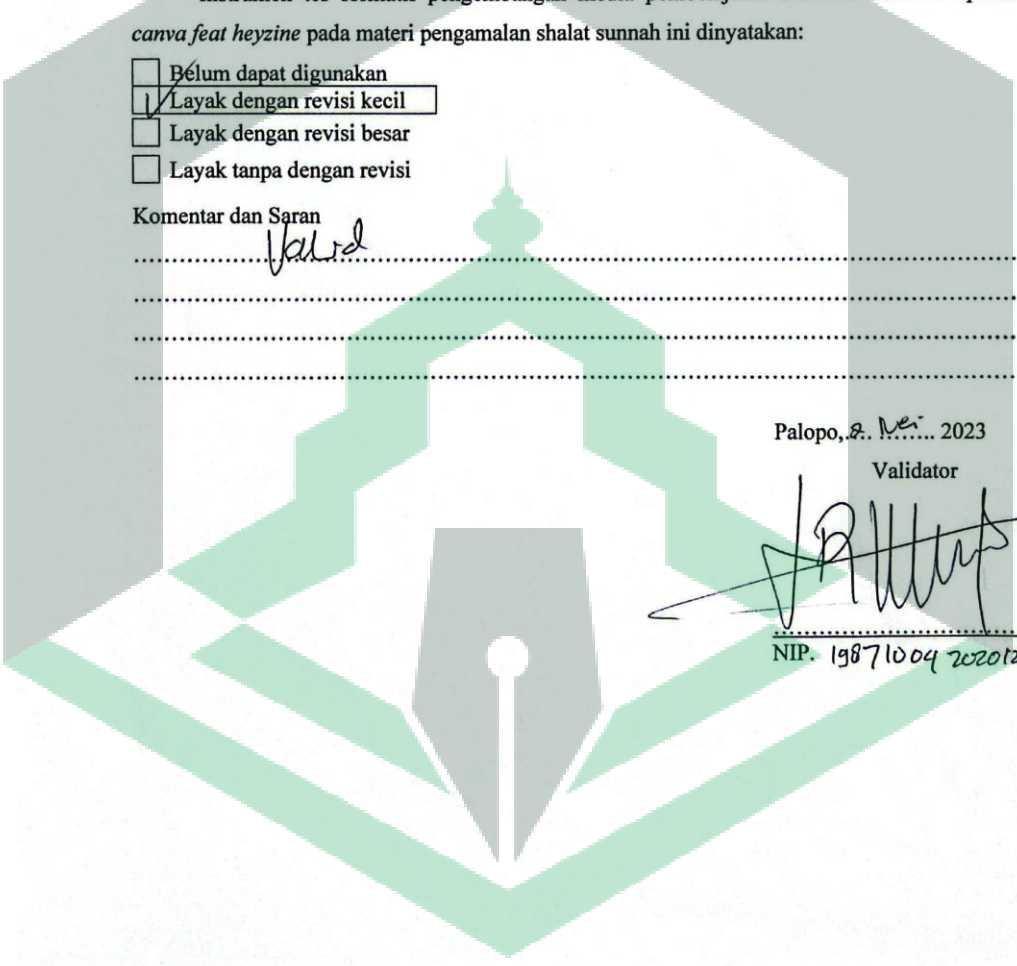 canva feat heyzine pada materi pengamalan shalat sunnah ini dinyatakan:
Belum dapat digunakan
Layak dengan revisi kecil
Layak dengan revisi besar
Layak tanpa dengan revisi
Komentar dan Saran
Valid
Palopo, 2023
Validator
NIP. 19871004 202012